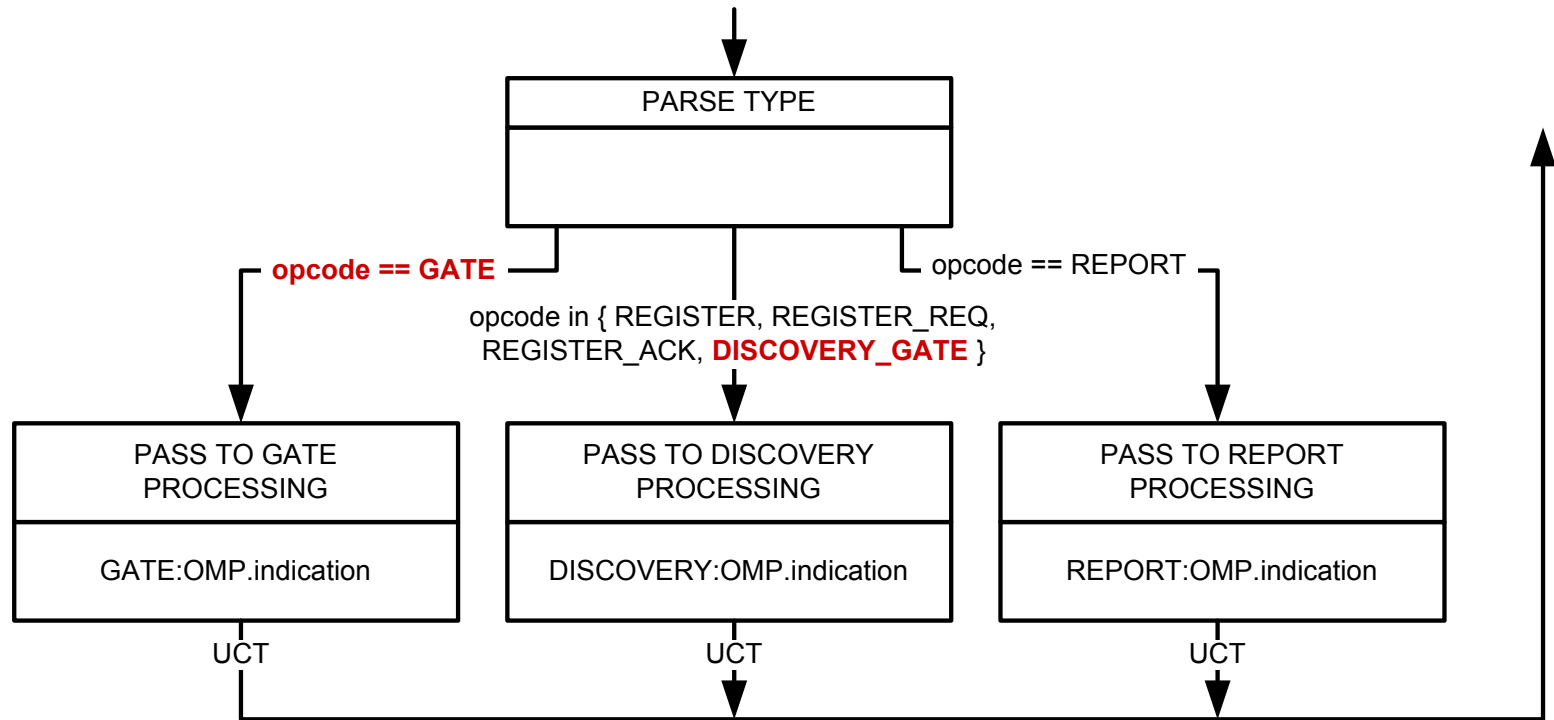 PARSE TYPE
opcode == GATE
opcode == REPORT
opcode in { REGISTER, REGISTER_REQ,
REGISTER_ACK, DISCOVERY_GATE }
PASS TO GATE
PROCESSING
GATE:OMP.indication
PASS TO DISCOVERY
PROCESSING
DISCOVERY:OMP.indication
PASS TO REPORT
PROCESSING
REPORT:OMP.indication
UCT
UCT
UCT